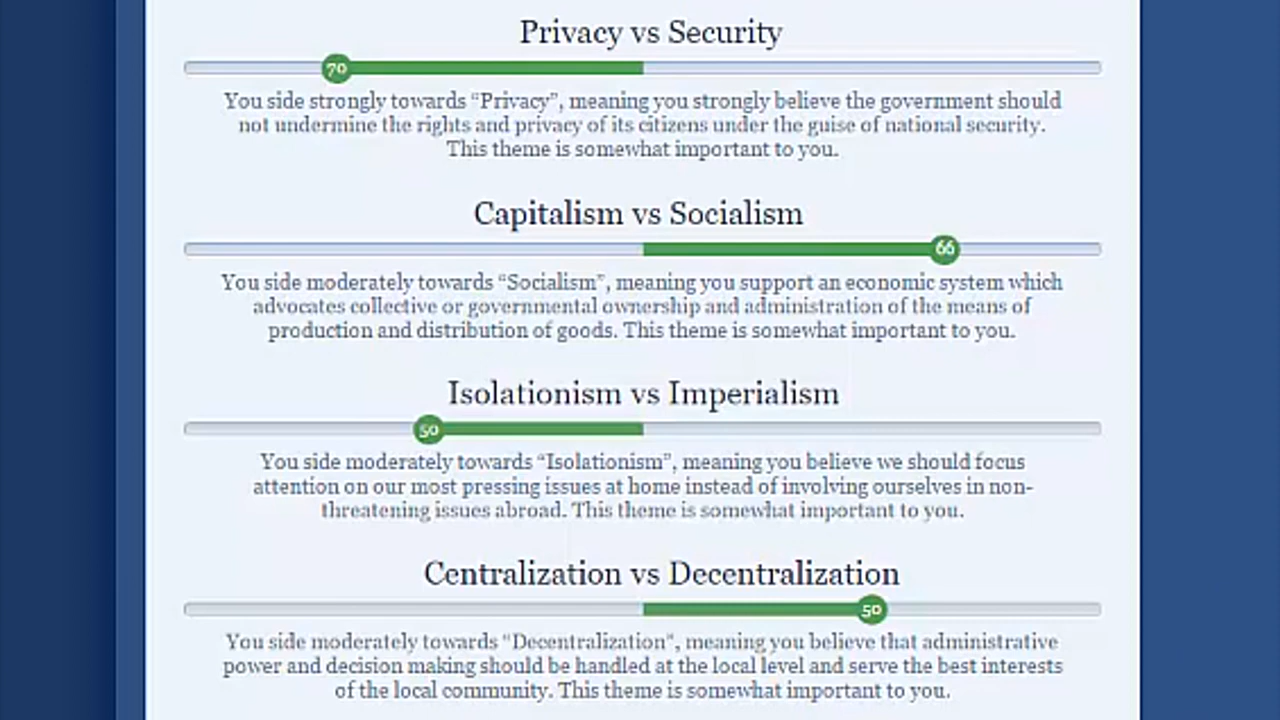 Privacy vs Security
70
You side strongly towards “Privacy”, meaning you strongly believe the government should
not undermine the rights and privacy of its citizens under the guise of national security.
This theme is somewhat important to you.
Capitalism vs Socialism
66
You side moderately towards “Socialism”, meaning you support an economic system which
advocates collective or governmental ownership and administration of the means of
production and distribution of goods. This theme is somewhat important to you.
Isolationism vs Imperialism
50
You side moderately towards “Isolationism”, meaning you believe we should focus
attention on our most pressing issues at home instead of involving ourselves in non-
threatening issues abroad. This theme is somewhat important to you.
Centralization vs Decentralization
50
You side moderately towards “Decentralization”, meaning you believe that administrative
power and decision making should be handled at the local level and serve the best interests
of the local community. This theme is somewhat important to you.